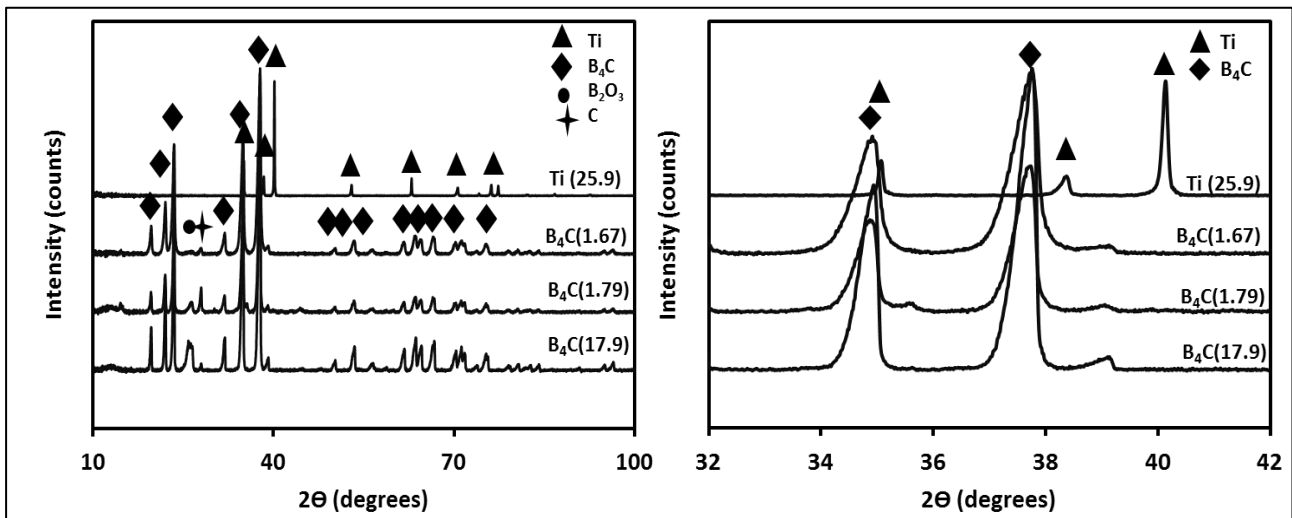 Intensity (counts)
Ti
B₄C
B₂O₃
C
Ti (25.9)
B₄C(1.67)
B₄C(1.79)
B₄C(17.9)
10
40
70
100
2Θ (degrees)
Intensity (counts)
Ti
B₄C
Ti (25.9)
B₄C(1.67)
B₄C(1.79)
B₄C(17.9)
32
34
36
38
40
42
2Θ (degrees)